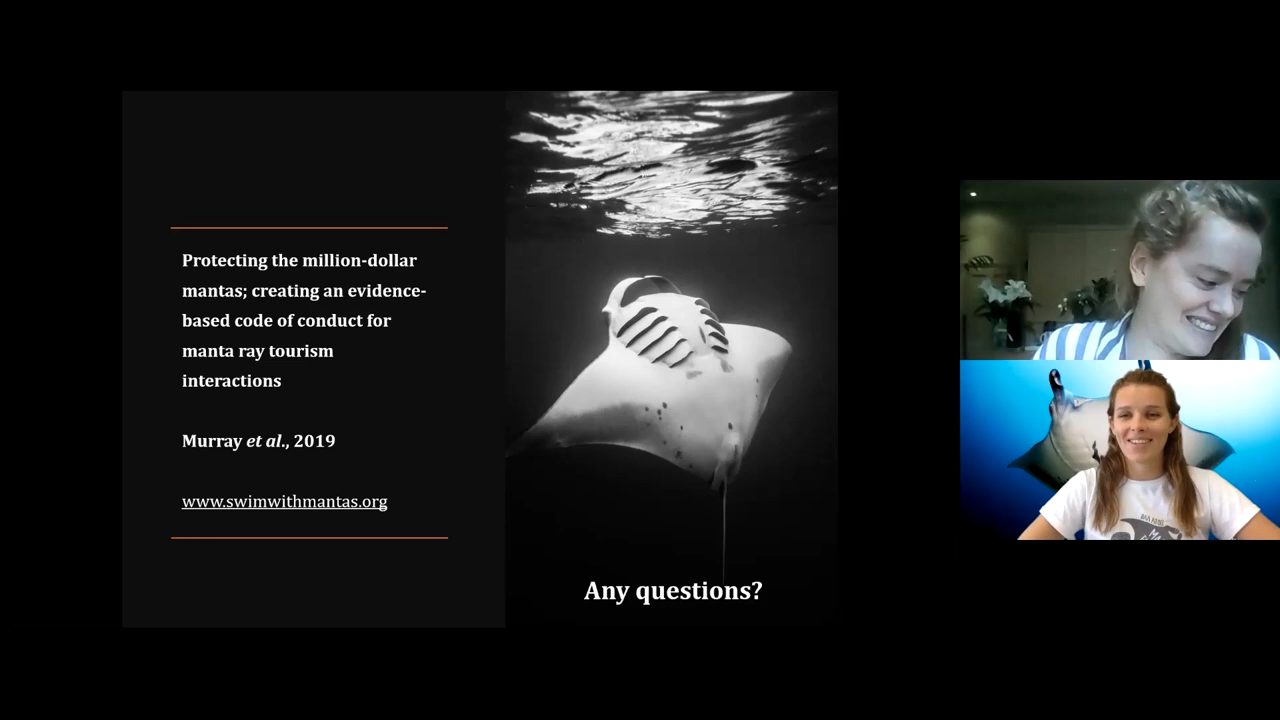 Protecting the million-dollar
mantas; creating an evidence-
based code of conduct for
manta ray tourism
interactions
Murray et al., 2019
www.swimwithmantas.org
Any questions?